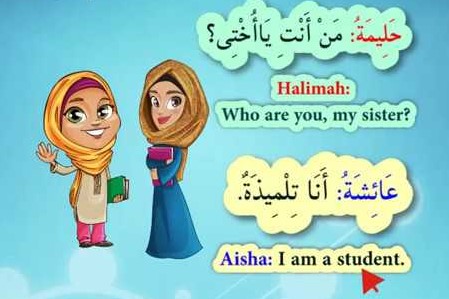 حَلِيمَةُ: مَنْ أَنْتِ يَاأُخْتِى؟
Halimah:
Who are you, my sister?
عَائِشَةُ: أَنَا تِلْمِيذَةٌ.
Aisha: I am a student.